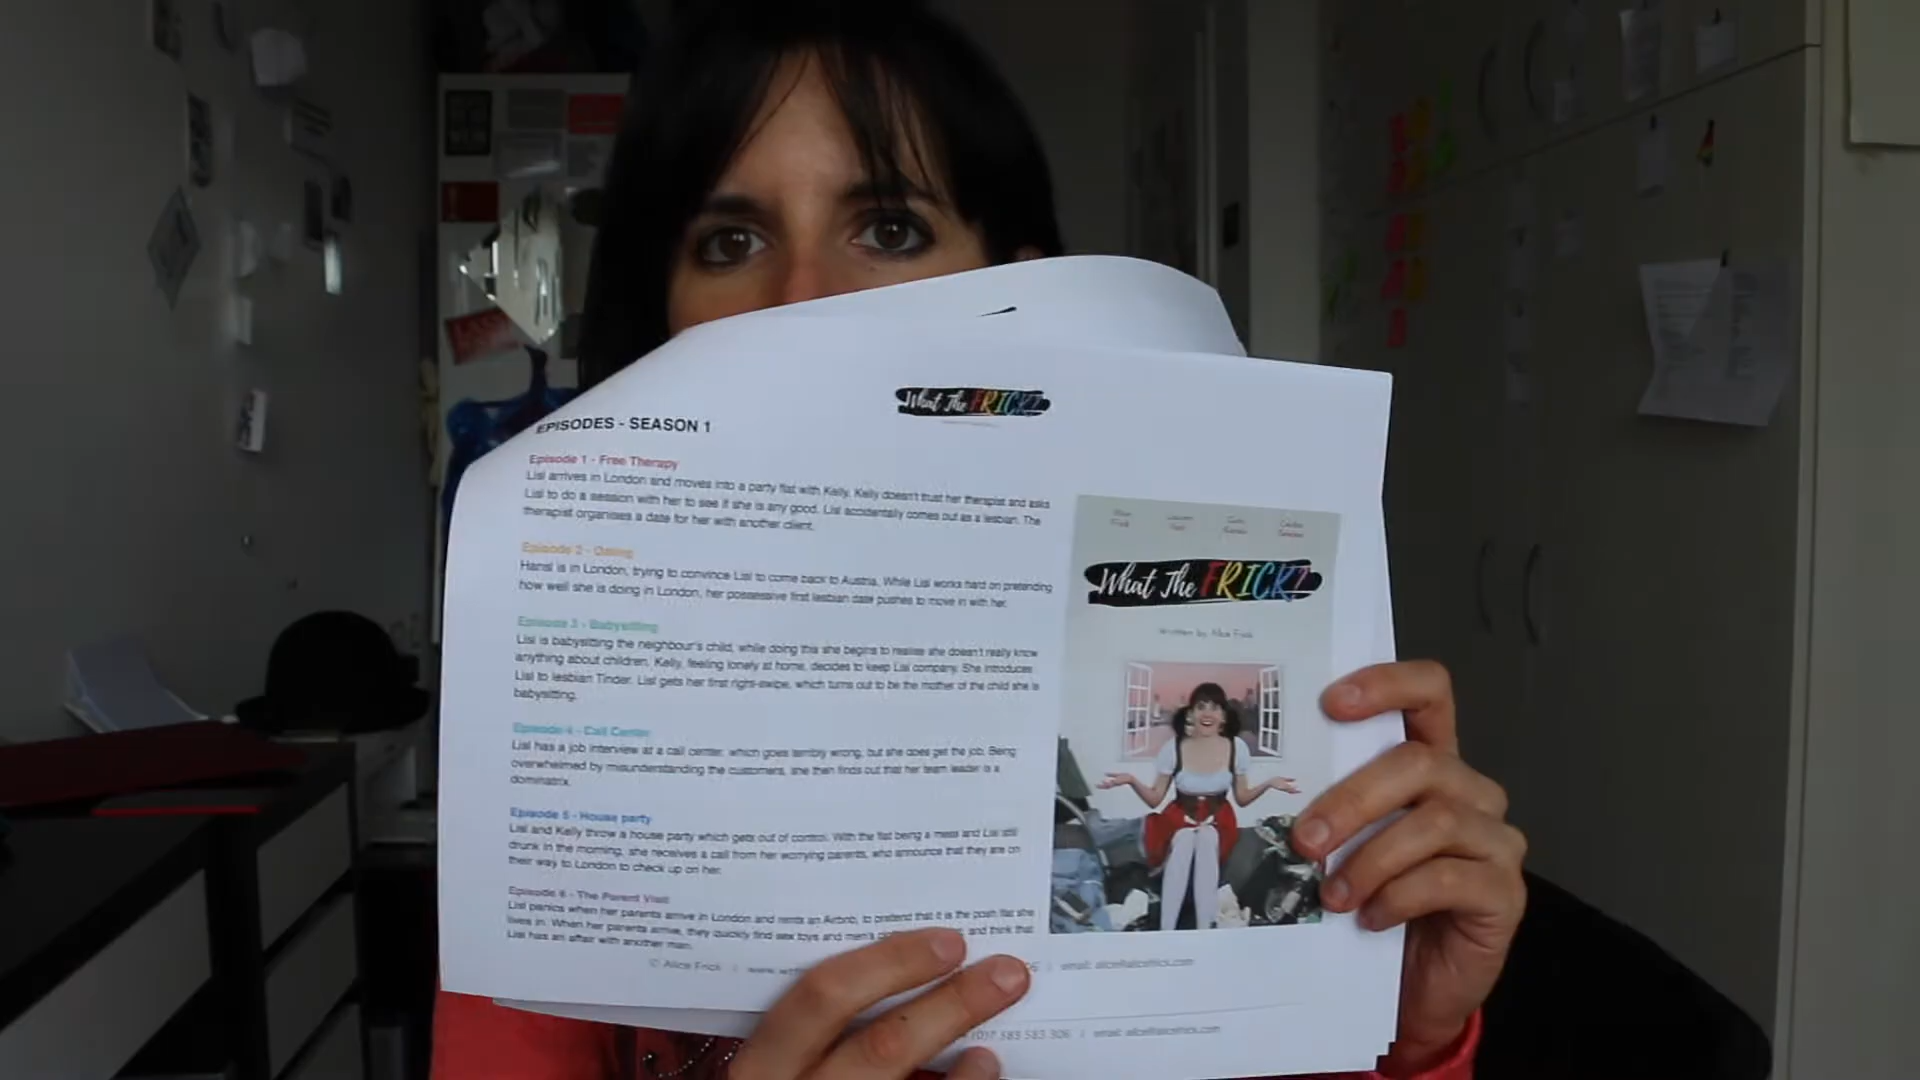 What The FRICK?
EPISODES - SEASON 1
Episode 1 - Free Therapy
Lisl arrives in London and moves into a party flat with Kelly. Kelly doesn't trust her therapist and asks
Lisl to do a session with her to see if she is any good. Lisl accidentally comes out as a lesbian. The
therapist organises a date for her with another client.
Episode 2 - Dating
Hansl is in London, trying to convince Lisl to come back to Austria. While Lisl works hard on pretending
how well she is doing in London, her possessive first lesbian date pushes to move in with her.
Episode 3 - Babysitting
Lisl is babysitting the neighbour's child, while doing this she begins to realise she doesn't really know
anything about children. Kelly, feeling lonely at home, decides to keep Lisl company. She introduces
Lisl to lesbian Tinder. Lisl gets her first right-swipe, which turns out to be the mother of the child she is
babysitting.
Episode 4 - Call Center
Lisl has a job interview at a call center, which goes terribly wrong, but she does get the job. Being
overwhelmed by misunderstanding the customers, she then finds out that her team leader is a
dominatrix.
Episode 5 - House party
Lisl and Kelly throw a house party which gets out of control. With the flat being a mess and Lisl still
drunk in the morning, she receives a call from her worrying parents, who announce that they are on
their way to London to check up on her.
Episode 6 - The Parent Visit
Lisl panics when her parents arrive in London and rents an Airbnb, to pretend that it is the posh flat she
lives in. When her parents arrive, they quickly find sex toys and men's and think that
Lisl has an affair with another man.
What The FRICK?
Written by Alice Frick
© Alice Frick | www. | email:
(0)7 583 583 306 | email: